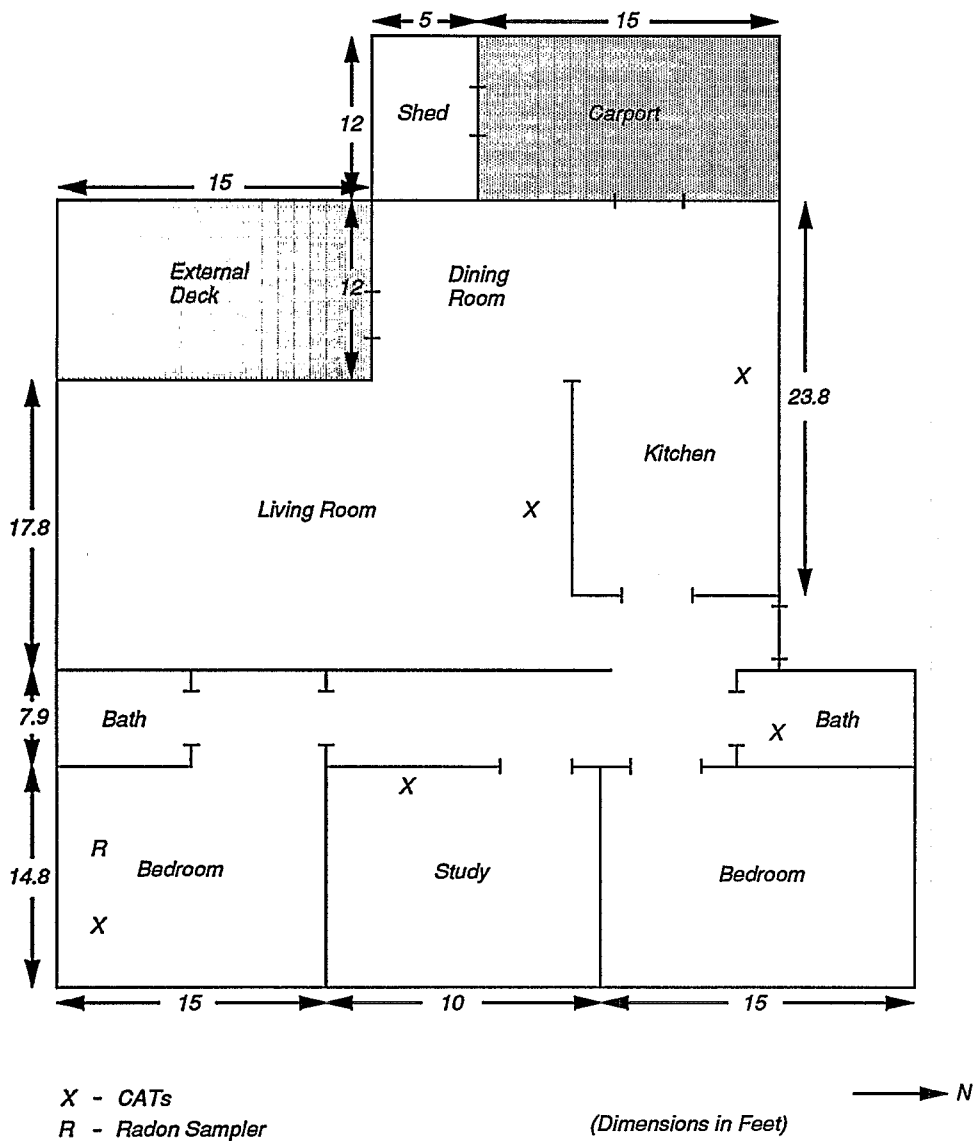 5 15
Shed
Carport
12
15
External
Deck
12
Dining
Room
X
23.8
Kitchen
Living Room
X
17.8
Bath
7.9
X
Bath
X
R
Bedroom
Study
Bedroom
14.8
X
15 10 15
X - CATs
R - Radon Sampler
(Dimensions in Feet)
N